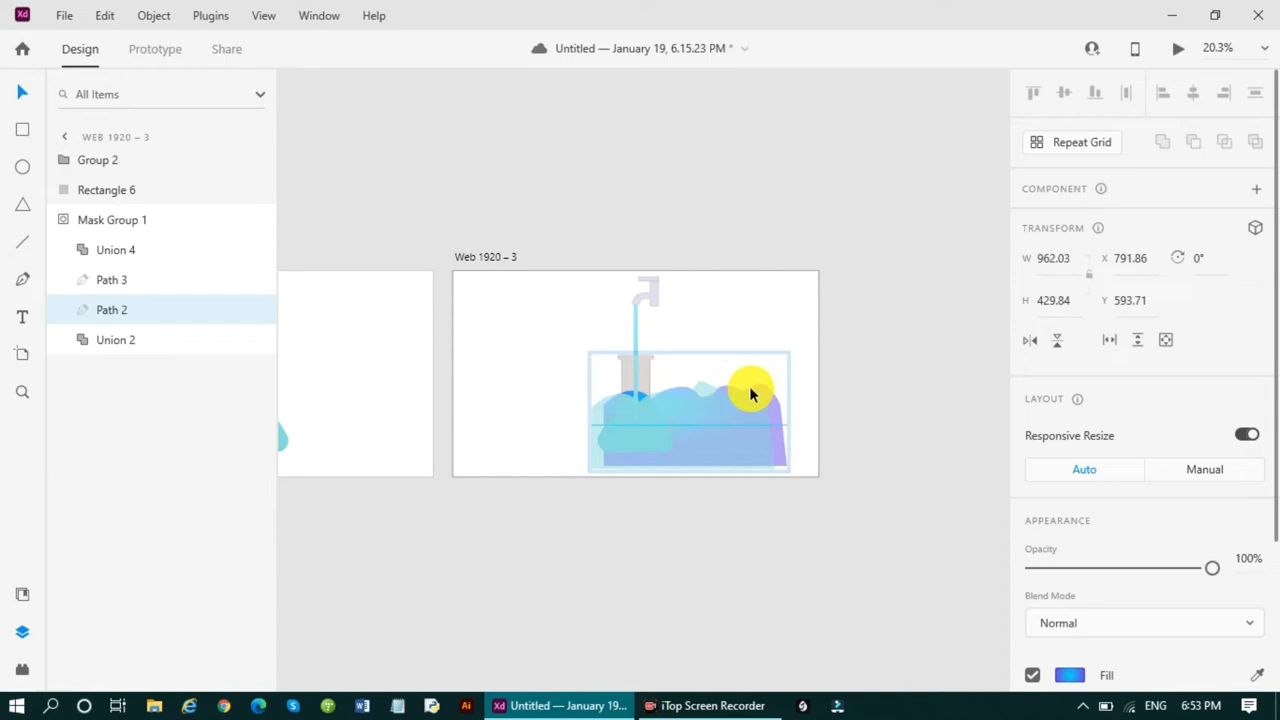 Xd File Edit Object Plugins View Window Help
Design Prototype Share Untitled — January 19, 6.15.23 PM * 20.3%
All Items
WEB 1920 – 3
Group 2
Rectangle 6
Mask Group 1
Union 4
Path 3
Path 2
Union 2
Web 1920 – 3
Repeat Grid
COMPONENT
TRANSFORM
W 962.03 X 791.86 0°
H 429.84 Y 593.71
LAYOUT
Responsive Resize
Auto Manual
APPEARANCE
Opacity
100%
Blend Mode
Normal
Fill
Untitled — January 19... iTop Screen Recorder ENG 6:53 PM